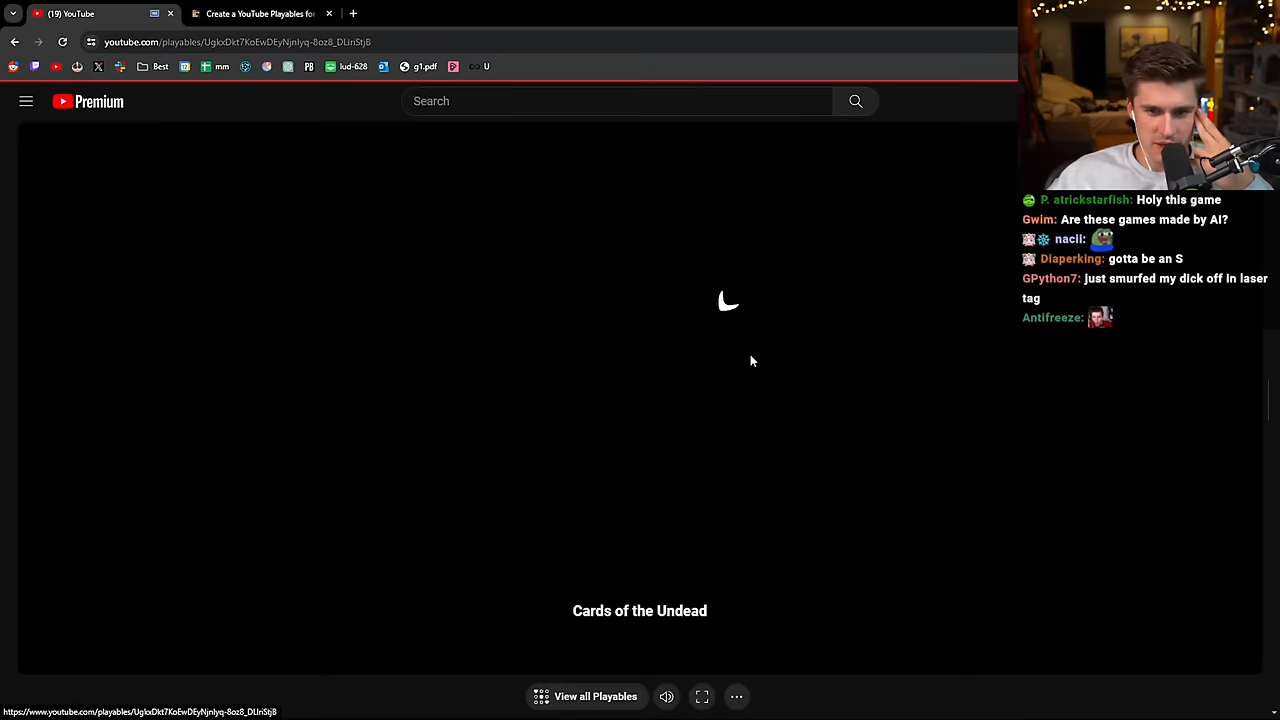 (19) YouTube
Create a YouTube Playables for
youtube.com/playables/UgkxDkt7KoEwDEyNjnlyq-8oz8_DLIriStjB
Best
mm
PB
lud-628
g1.pdf
U
Premium
Search
P. atrickstarfish: Holy this game
Gwim: Are these games made by AI?
nacii:
Diaperking: gotta be an S
GPython7: just smurfed my dick off in laser
tag
Antifreeze:
Cards of the Undead
View all Playables
https://www.youtube.com/playables/UgkxDkt7KoEwDEyNjnlyq-8oz8_DLIriStjB